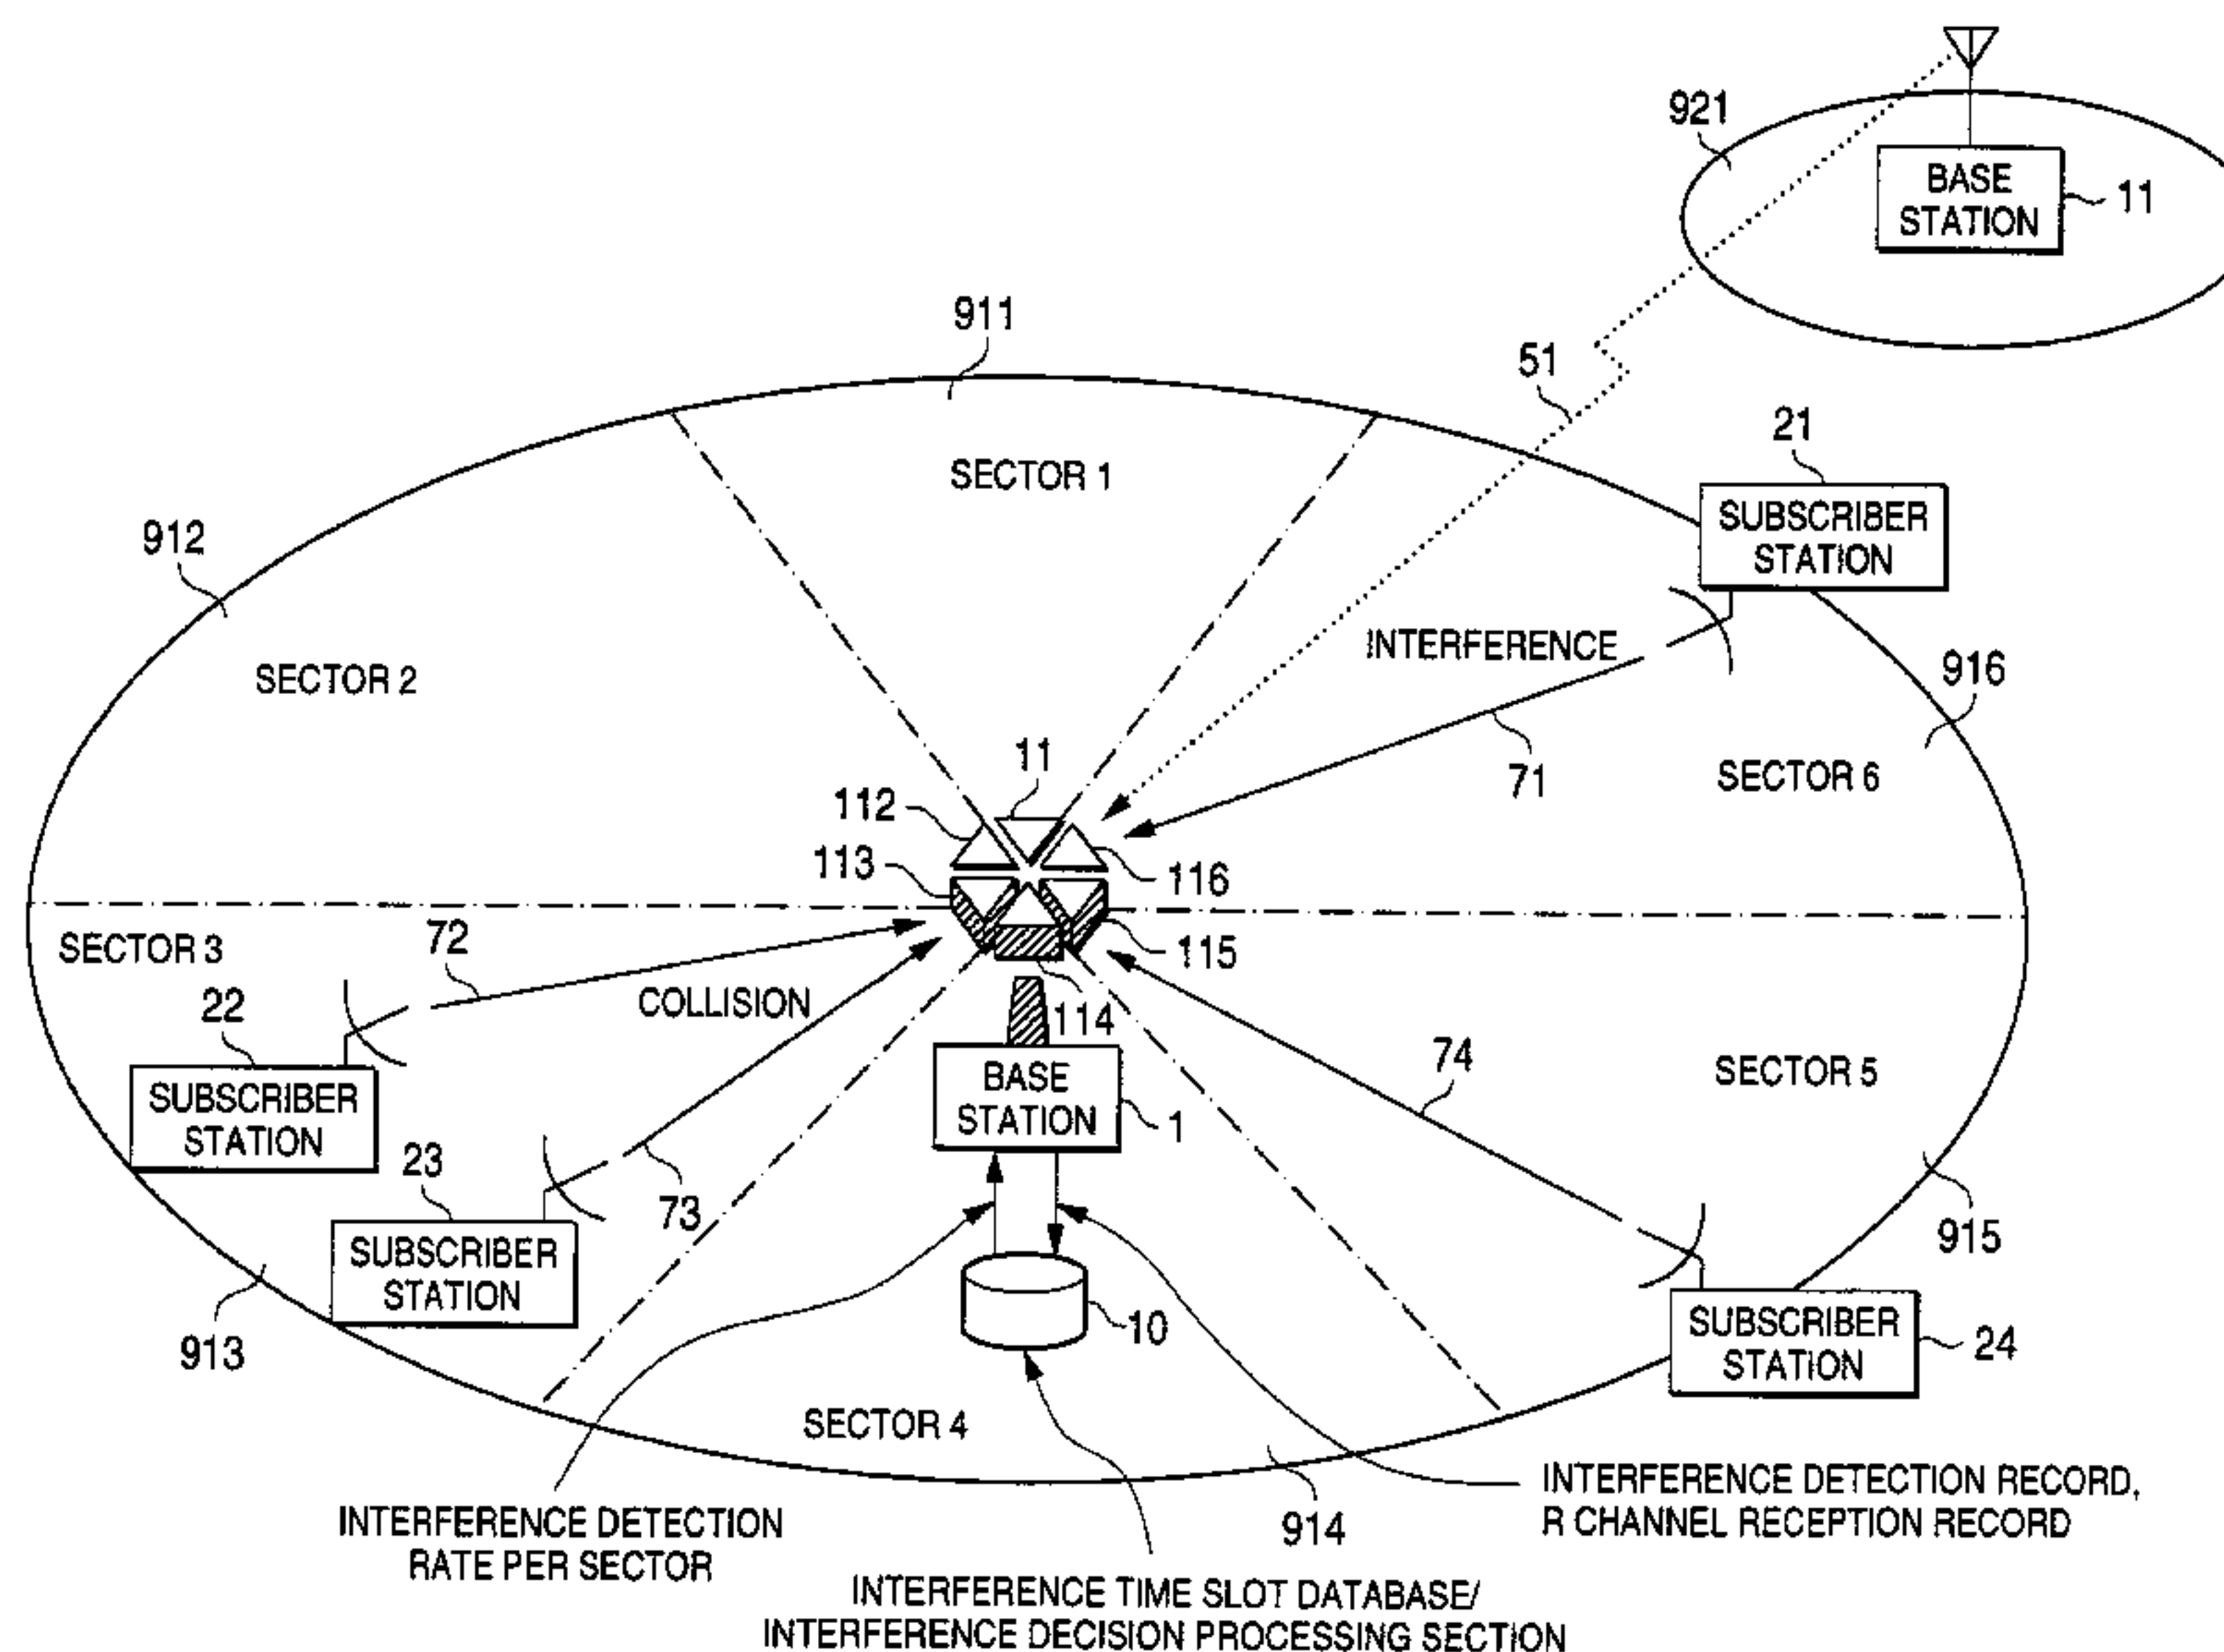 921
BASE
STATION
11
911
51
21
SECTOR 1
SUBSCRIBER
STATION
912
INTERFERENCE
916
SECTOR 2
71
SECTOR 6
11
112
113
116
SECTOR 3
72
115
22
COLLISION
114
74
SUBSCRIBER
STATION
BASE
STATION
1
SECTOR 5
23
73
915
SUBSCRIBER
STATION
10
SUBSCRIBER
STATION
24
913
SECTOR 4
INTERFERENCE DETECTION
RATE PER SECTOR
914
INTERFERENCE DETECTION RECORD,
R CHANNEL RECEPTION RECORD
INTERFERENCE TIME SLOT DATABASE/
INTERFERENCE DECISION PROCESSING SECTION